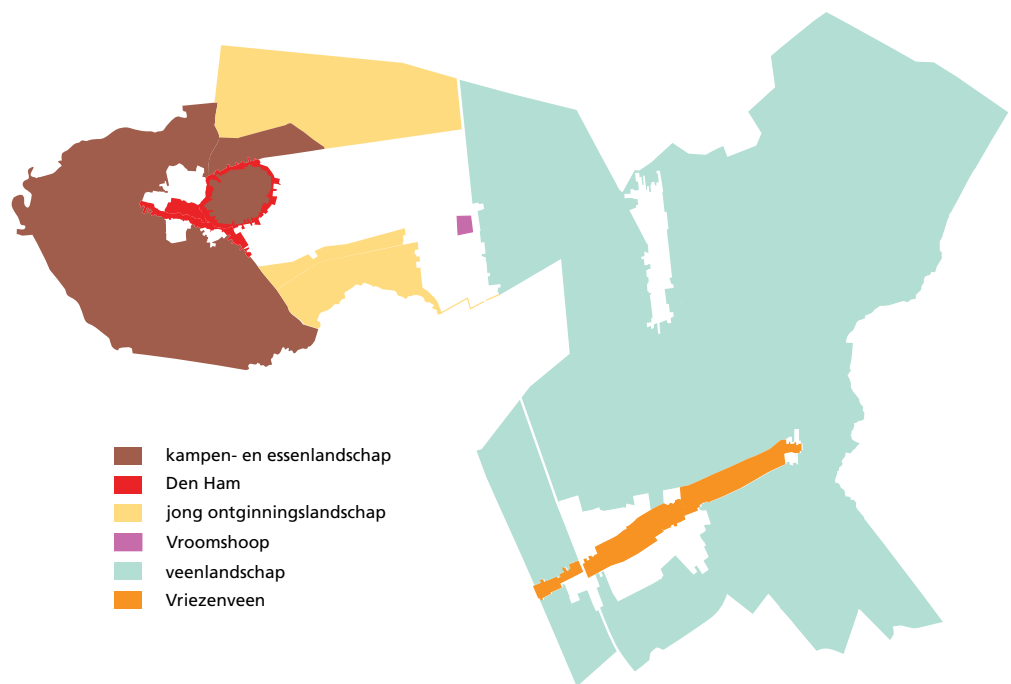 kampen- en essenlandschap
Den Ham
jong ontginningslandschap
Vroomshoop
veenlandschap
Vriezenveen